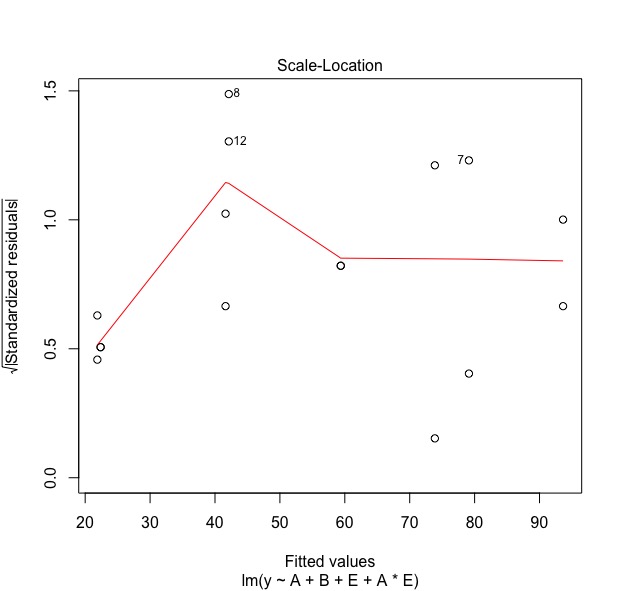 Scale-Location
√|Standardized residuals|
1.5
1.0
0.5
0.0
8
12
7
20 30 40 50 60 70 80 90
Fitted values
lm(y ~ A + B + E + A * E)